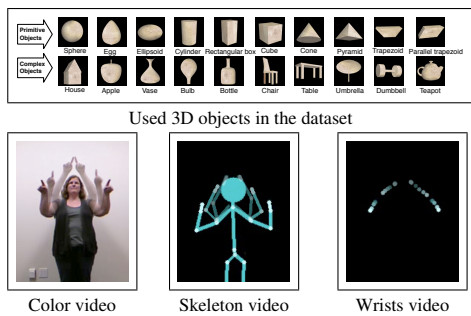 Primitive
Objects
Sphere Egg Ellipsoid Cylinder Rectangular box Cube Cone Pyramid Trapezoid Parallel trapezoid
Complex
Objects
House Apple Vase Bulb Bottle Chair Table Umbrella Dumbbell Teapot
Used 3D objects in the dataset
Color video Skeleton video Wrists video